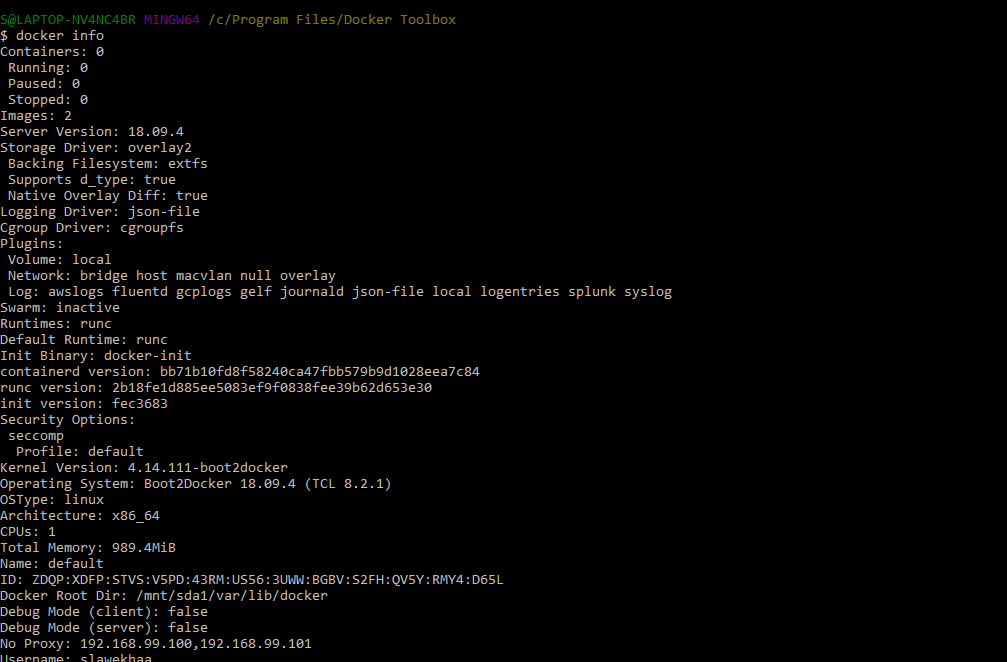 S@LAPTOP-NV4NC4BR MINGW64 /c/Program Files/Docker Toolbox
$ docker info
Containers: 0
 Running: 0
 Paused: 0
 Stopped: 0
Images: 2
Server Version: 18.09.4
Storage Driver: overlay2
 Backing Filesystem: extfs
 Supports d_type: true
 Native Overlay Diff: true
Logging Driver: json-file
Cgroup Driver: cgroupfs
Plugins:
 Volume: local
 Network: bridge host macvlan null overlay
 Log: awslogs fluentd gcplogs gelf journald json-file local logentries splunk syslog
Swarm: inactive
Runtimes: runc
Default Runtime: runc
Init Binary: docker-init
containerd version: bb71b10fd8f58240ca47fbb579b9d1028eea7c84
runc version: 2b18fe1d885ee5083ef9f0838fee39b62d653e30
init version: fec3683
Security Options:
 seccomp
  Profile: default
Kernel Version: 4.14.111-boot2docker
Operating System: Boot2Docker 18.09.4 (TCL 8.2.1)
OSType: linux
Architecture: x86_64
CPUs: 1
Total Memory: 989.4MiB
Name: default
ID: ZDQP:XDFP:STVS:V5PD:43RM:US56:3UWW:BGBV:S2FH:QV5Y:RMY4:D65L
Docker Root Dir: /mnt/sda1/var/lib/docker
Debug Mode (client): false
Debug Mode (server): false
No Proxy: 192.168.99.100,192.168.99.101
Username: slawekhaa